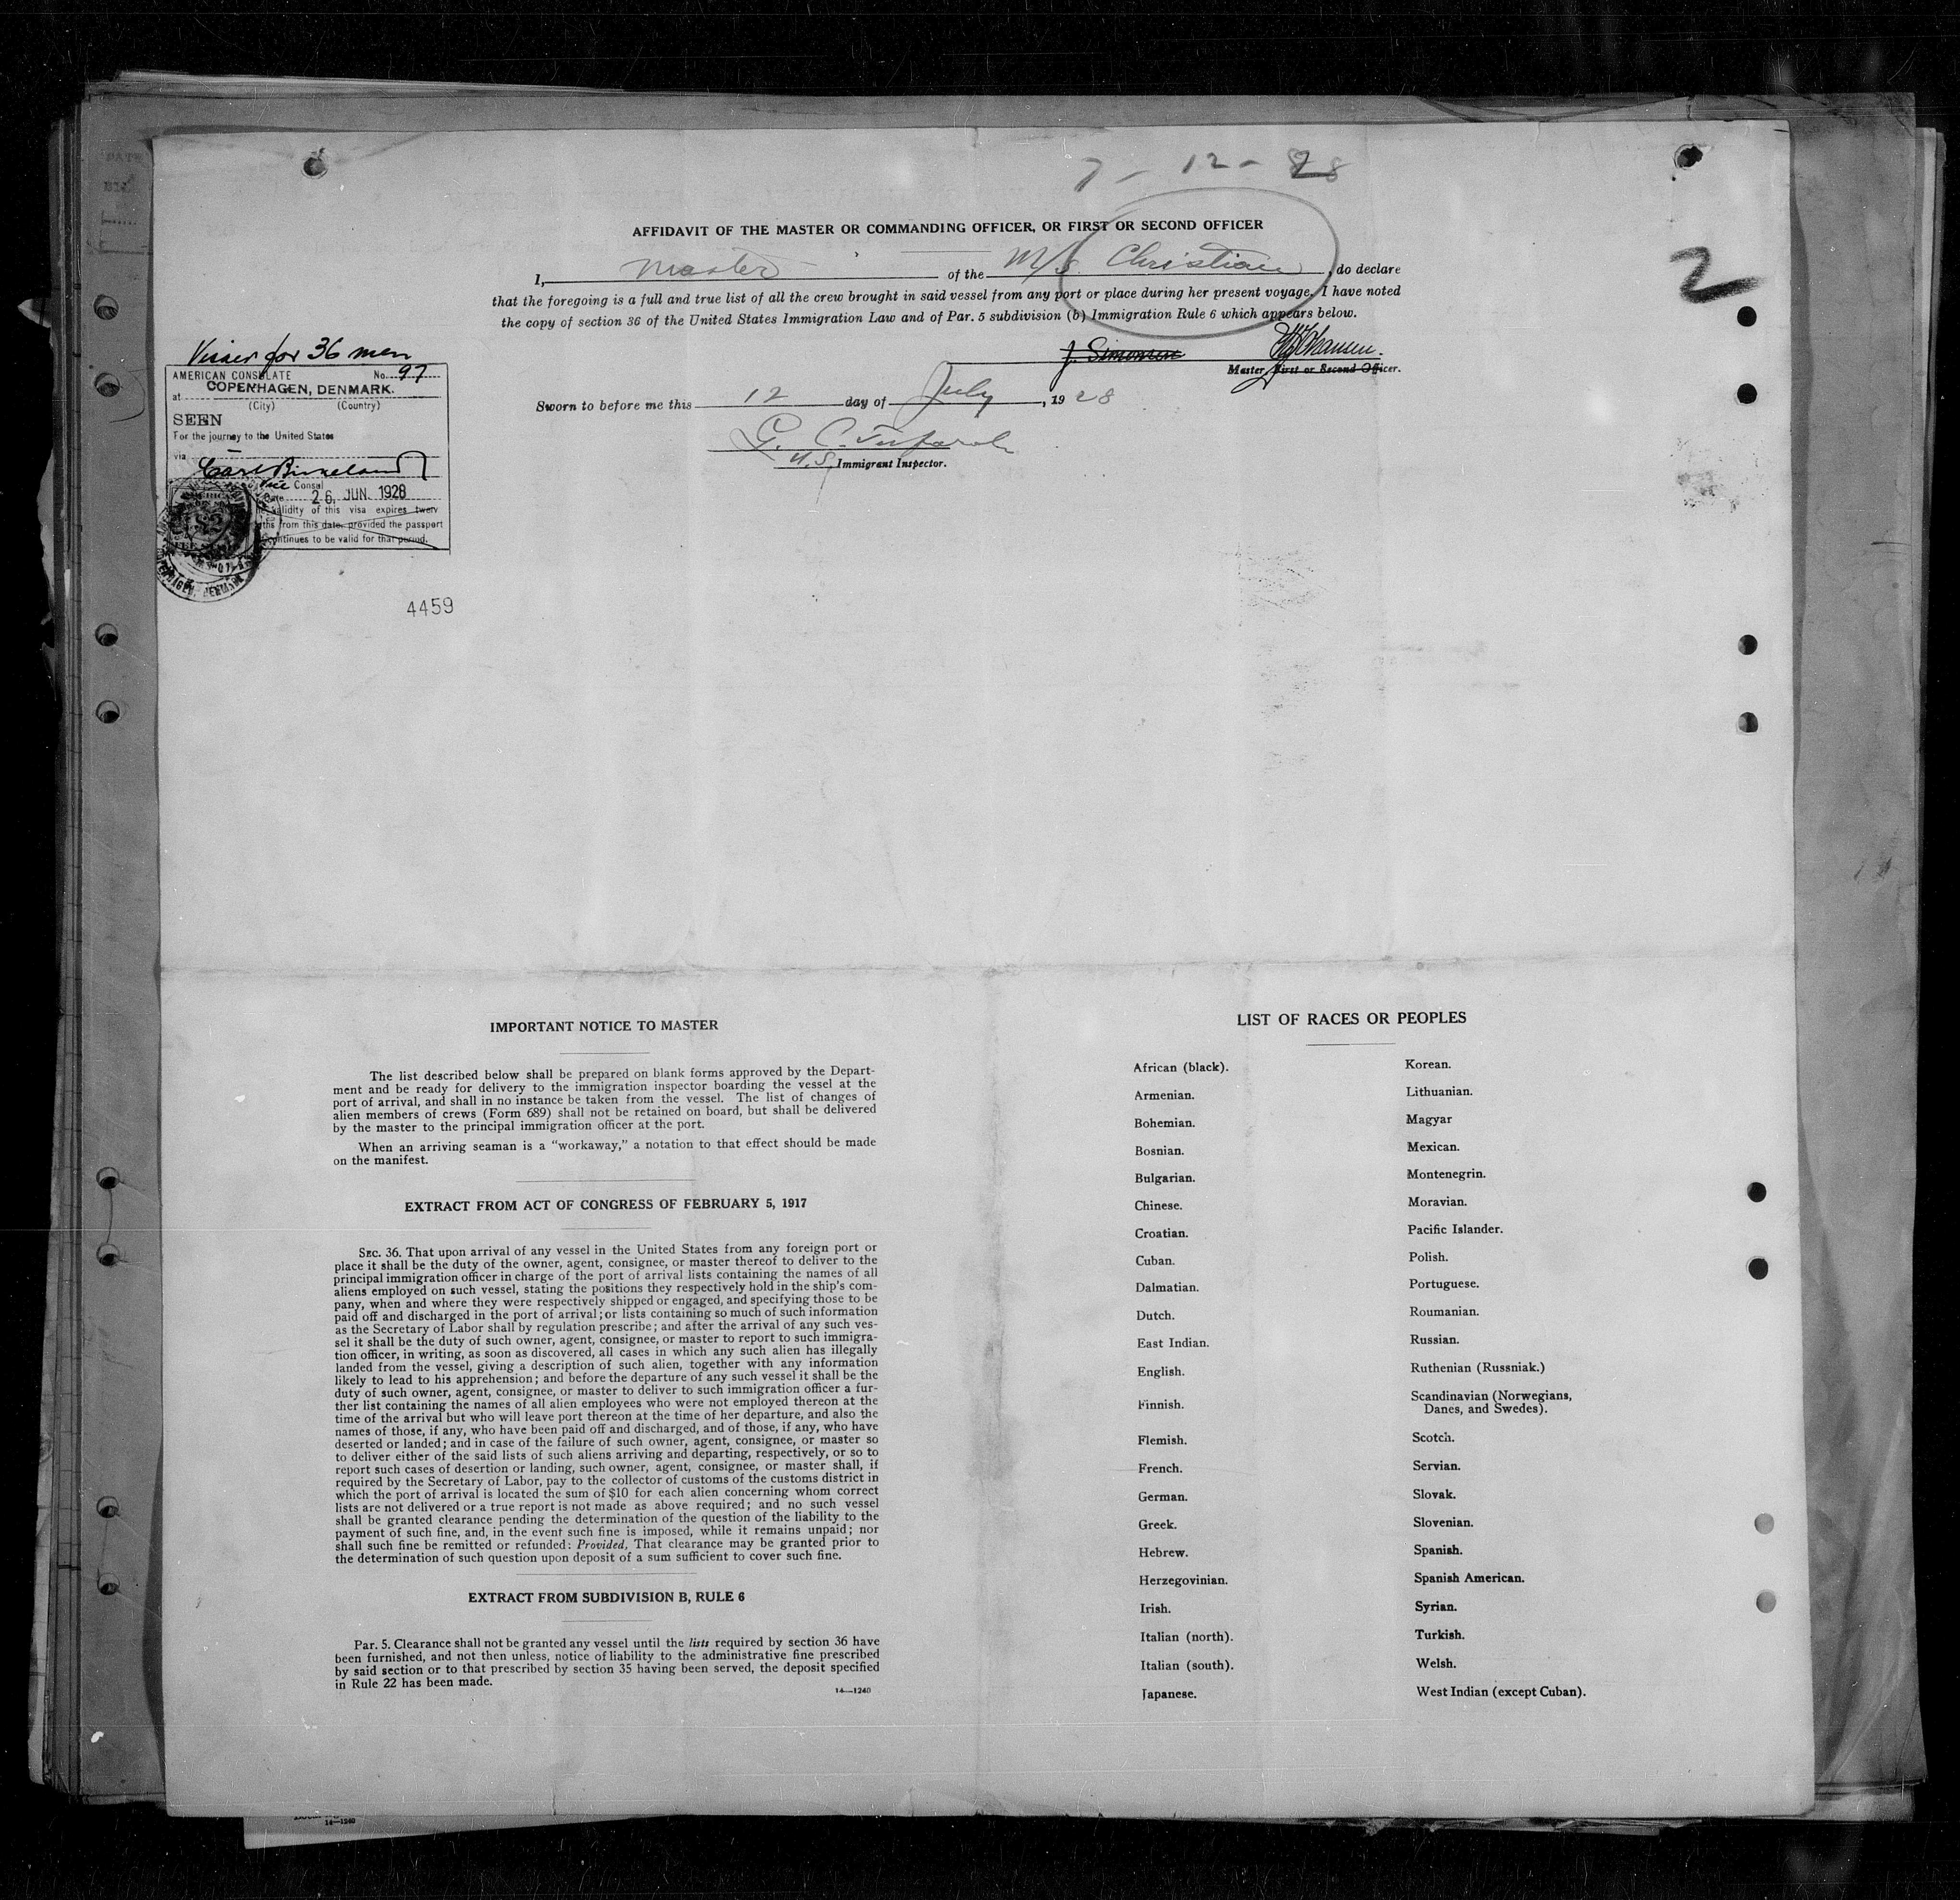 7 - 12 - 28
2
AFFIDAVIT OF THE MASTER OR COMMANDING OFFICER, OR FIRST OR SECOND OFFICER
I, Master of the M/S Christian, do declare
that the foregoing is a full and true list of all the crew brought in said vessel from any port or place during her present voyage. I have noted
the copy of section 36 of the United States Immigration Law and of Par. 5 subdivision (b) Immigration Rule 6 which appears below.
J. Simonsen
Master, First or Second Officer.
Sworn to before me this 12 day of July, 1928
G. C.
U.S. Immigrant Inspector.
for 36 men
AMERICAN CONSULATE No. 97
at COPENHAGEN, DENMARK.
(City) (Country)
SEEN
For the journey to the United States
via
Carl
Vice Consul
Date 26. JUN. 1928
validity of this visa expires twelv
ths from this date, provided the passport
continues to be valid for that period.
4459
IMPORTANT NOTICE TO MASTER
The list described below shall be prepared on blank forms approved by the Depart-
ment and be ready for delivery to the immigration inspector boarding the vessel at the
port of arrival, and shall in no instance be taken from the vessel. The list of changes of
alien members of crews (Form 689) shall not be retained on board, but shall be delivered
by the master to the principal immigration officer at the port.
When an arriving seaman is a "workaway," a notation to that effect should be made
on the manifest.
EXTRACT FROM ACT OF CONGRESS OF FEBRUARY 5, 1917
SEC. 36. That upon arrival of any vessel in the United States from any foreign port or
place it shall be the duty of the owner, agent, consignee, or master thereof to deliver to the
principal immigration officer in charge of the port of arrival lists containing the names of all
aliens employed on such vessel, stating the positions they respectively hold in the ship's com-
pany, when and where they were respectively shipped or engaged, and specifying those to be
paid off and discharged in the port of arrival; or lists containing so much of such information
as the Secretary of Labor shall by regulation prescribe; and after the arrival of any such ves-
sel it shall be the duty of such owner, agent, consignee, or master to report to such immigra-
tion officer, in writing, as soon as discovered, all cases in which any such alien has illegally
landed from the vessel, giving a description of such alien, together with any information
likely to lead to his apprehension; and before the departure of any such vessel it shall be the
duty of such owner, agent, consignee, or master to deliver to such immigration officer a fur-
ther list containing the names of all alien employees who were not employed thereon at the
time of the arrival but who will leave port thereon at the time of her departure, and also the
names of those, if any, who have been paid off and discharged, and of those, if any, who have
deserted or landed; and in case of the failure of such owner, agent, consignee, or master so
to deliver either of the said lists of such aliens arriving and departing, respectively, or so to
report such cases of desertion or landing, such owner, agent, consignee, or master shall, if
required by the Secretary of Labor, pay to the collector of customs of the customs district in
which the port of arrival is located the sum of $10 for each alien concerning whom correct
lists are not delivered or a true report is not made as above required; and no such vessel
shall be granted clearance pending the determination of the question of the liability to the
payment of such fine, and, in the event such fine is imposed, while it remains unpaid; nor
shall such fine be remitted or refunded: Provided, That clearance may be granted prior to
the determination of such question upon deposit of a sum sufficient to cover such fine.
EXTRACT FROM SUBDIVISION B, RULE 6
Par. 5. Clearance shall not be granted any vessel until the lists required by section 36 have
been furnished, and not then unless, notice of liability to the administrative fine prescribed
by said section or to that prescribed by section 35 having been served, the deposit specified
in Rule 22 has been made.
14—1240
LIST OF RACES OR PEOPLES
African (black).
Armenian.
Bohemian.
Bosnian.
Bulgarian.
Chinese.
Croatian.
Cuban.
Dalmatian.
Dutch.
East Indian.
English.
Finnish.
Flemish.
French.
German.
Greek.
Hebrew.
Herzegovinian.
Irish.
Italian (north).
Italian (south).
Japanese.
Korean.
Lithuanian.
Magyar
Mexican.
Montenegrin.
Moravian.
Pacific Islander.
Polish.
Portuguese.
Roumanian.
Russian.
Ruthenian (Russniak.)
Scandinavian (Norwegians,
Danes, and Swedes).
Scotch.
Servian.
Slovak.
Slovenian.
Spanish.
Spanish American.
Syrian.
Turkish.
Welsh.
West Indian (except Cuban).
14—1240